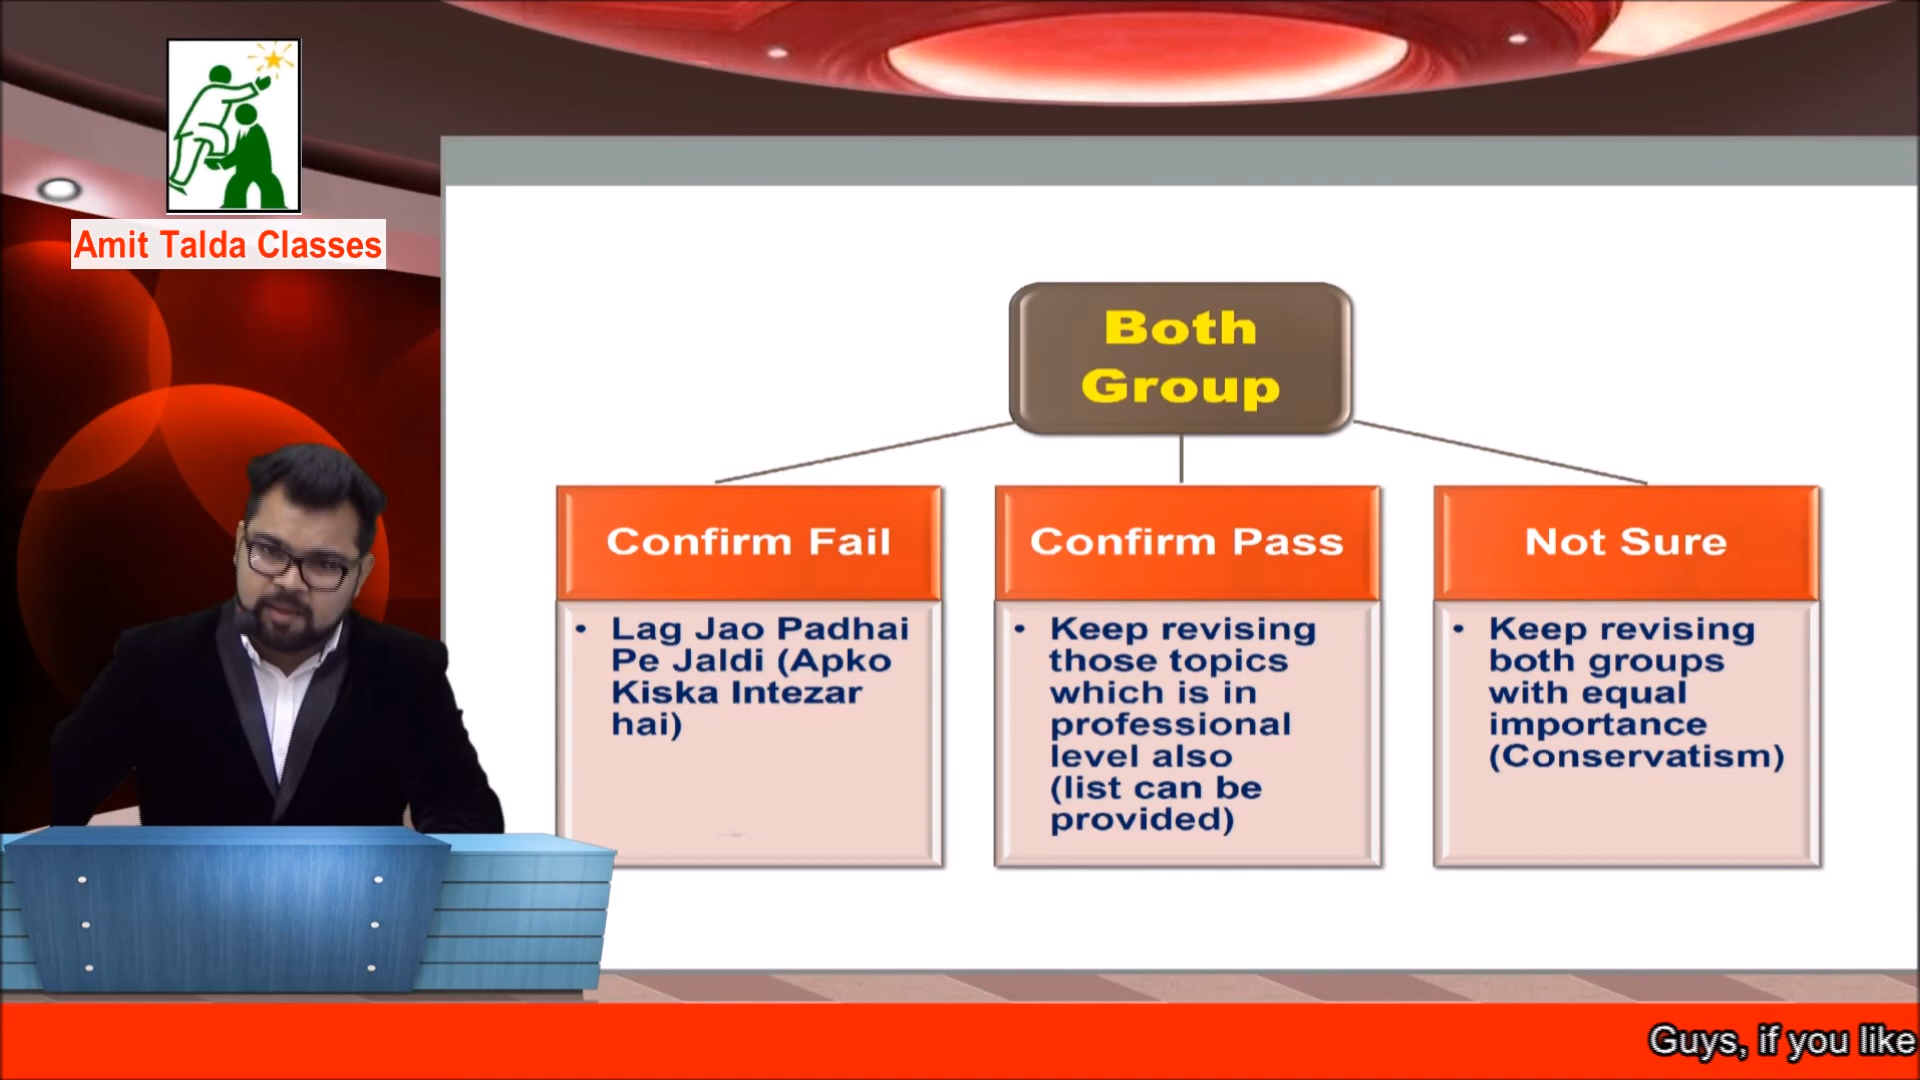 Amit Talda Classes
Both
Group
Confirm Fail
• Lag Jao Padhai
Pe Jaldi (Apko
Kiska Intezar
hai)
Confirm Pass
• Keep revising
those topics
which is in
professional
level also
(list can be
provided)
Not Sure
• Keep revising
both groups
with equal
importance
(Conservatism)
Guys, if you like